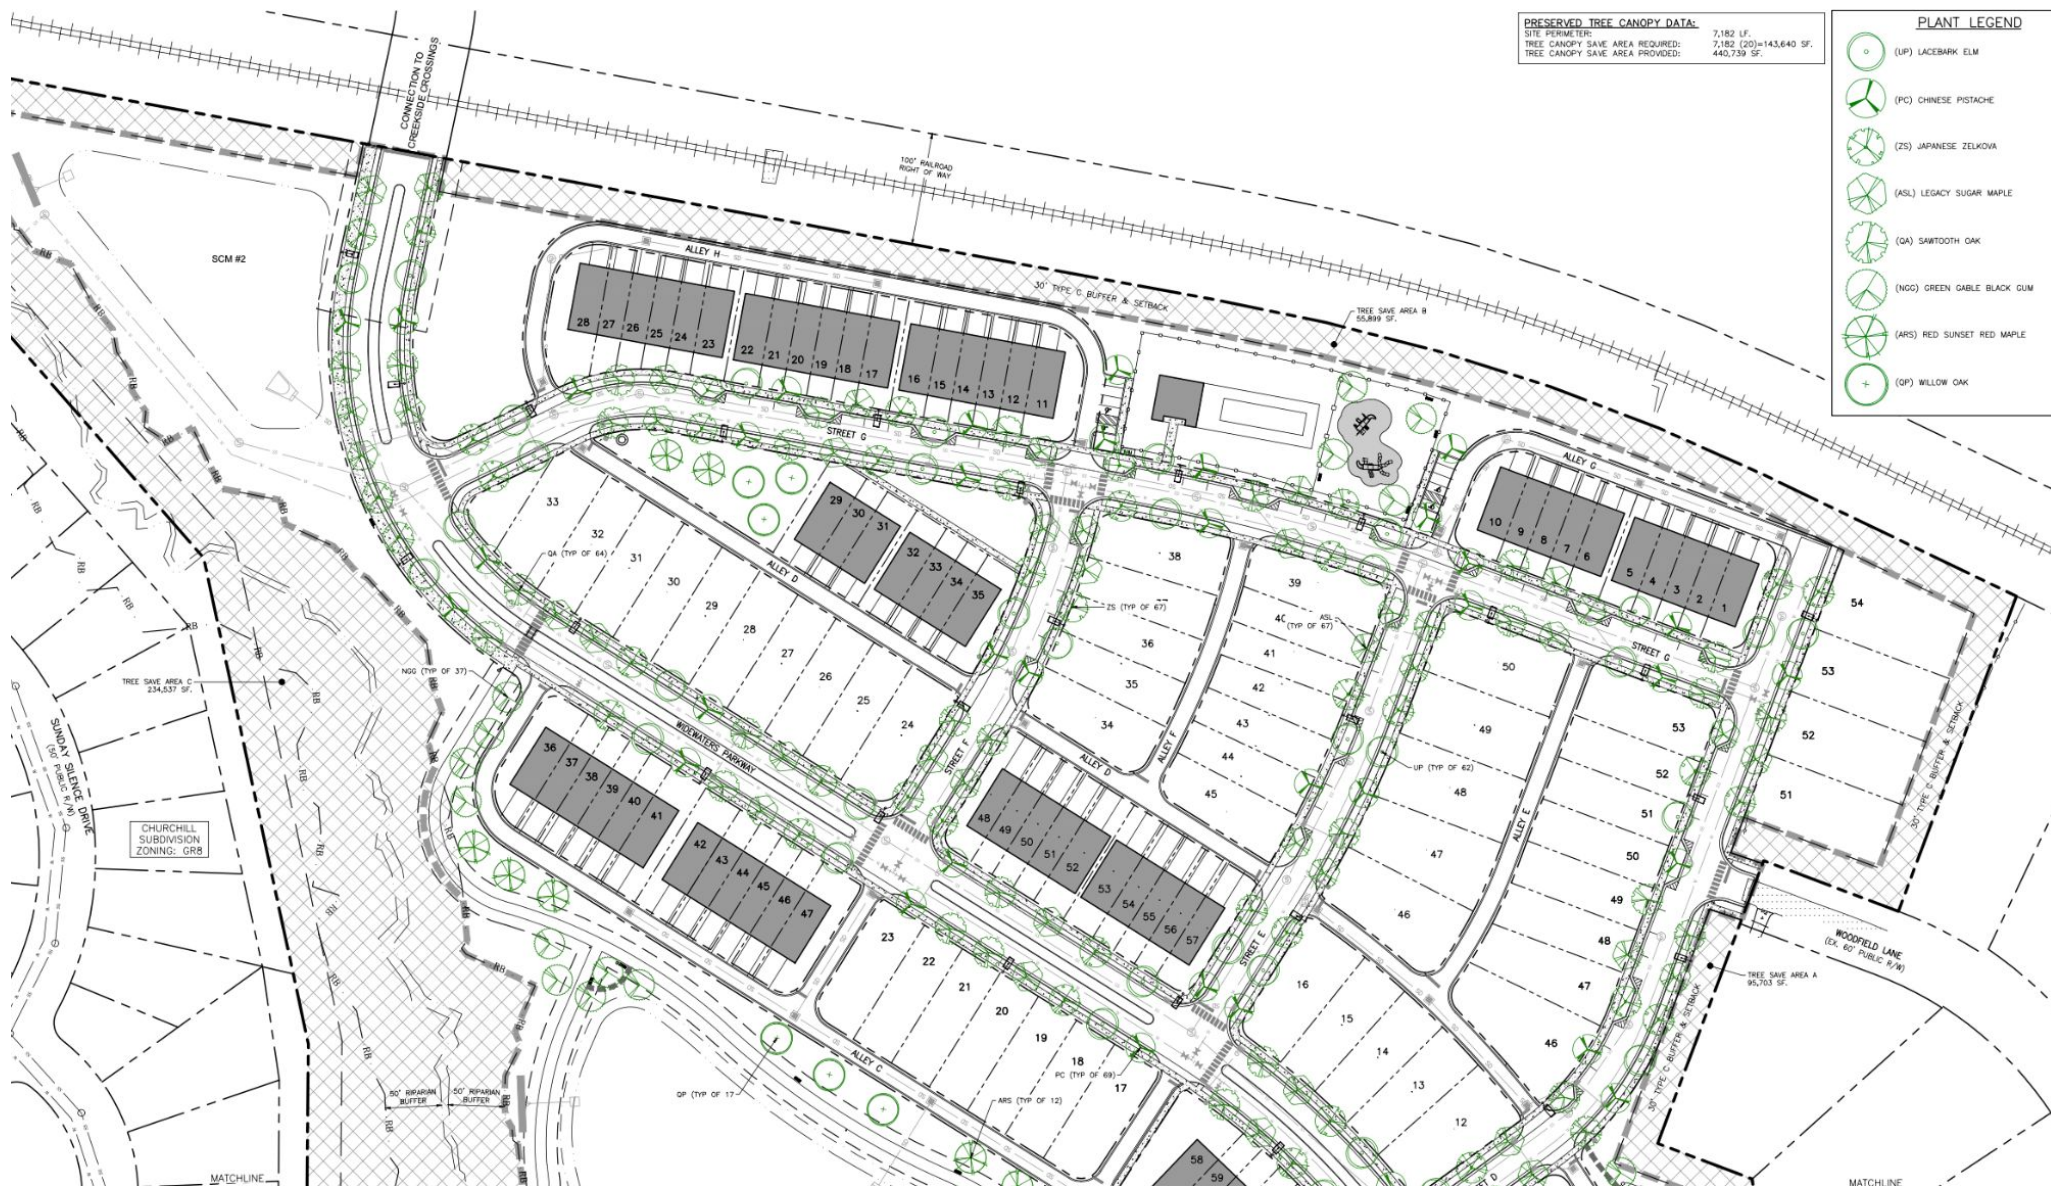 PRESERVED TREE CANOPY DATA:
SITE PERIMETER: 7,182 LF.
TREE CANOPY SAVE AREA REQUIRED: 7,182 (20)=143,640 SF.
TREE CANOPY SAVE AREA PROVIDED: 440,739 SF.
PLANT LEGEND
(UP) LACEBARK ELM
(PC) CHINESE PISTACHE
(ZS) JAPANESE ZELKOVA
(ASL) LEGACY SUGAR MAPLE
(QA) SAWTOOTH OAK
(NGG) GREEN GABLE BLACK GUM
(ARS) RED SUNSET RED MAPLE
(QP) WILLOW OAK
CONNECTION TO
CREEKSIDE CROSSINGS
100' RAILROAD
RIGHT OF WAY
SCM #2
ALLEY H
30' TYPE C BUFFER & SETBACK
TREE SAVE AREA B
55,899 SF.
28 27 26 25 24 23
22 21 20 19 18 17
16 15 14 13 12 11
STREET G
ALLEY G
10 9 8 7 6
5 4 3 2 1
33
32
31
30
29
28
27
26
25
24
QA (TYP OF 64)
ALLEY D
29 30 31
32 33 34 35
38
36
35
34
ZS (TYP OF 67)
39
41
42
43
44
45
ASL
(TYP OF 67)
ALLEY F
50
49
48
47
46
UP (TYP OF 62)
ALLEY E
STREET G
54
53
52
51
30' TYPE C BUFFER & SETBACK
53
52
51
50
49
48
47
46
WOODFIELD LANE
(EX. 60' PUBLIC R/W)
TREE SAVE AREA A
95,703 SF.
30' TYPE C BUFFER & SETBACK
TREE SAVE AREA C
234,537 SF.
NGG (TYP OF 37)
SUNDAY SILENCE DRIVE
(50' PUBLIC R/W)
CHURCHILL
SUBDIVISION
ZONING: GR8
WIDEWATERS PARKWAY
STREET F
ALLEY D
36 37 38 39 40 41
42 43 44 45 46 47
48 49 50 51 52
53 54 55 56 57
STREET E
23
22
21
20
19
18
17
16
15
14
13
12
ALLEY C
PC (TYP OF 69)
QP (TYP OF 17
ARS (TYP OF 12)
50' RIPARIAN
BUFFER
50' RIPARIAN
BUFFER
58
59
MATCHLINE
MATCHLINE